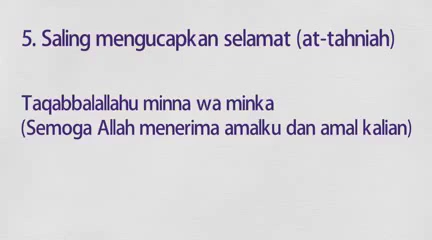 5. Saling mengucapkan selamat (at-tahniah)
Taqabbalallahu minna wa minka
(Semoga Allah menerima amalku dan amal kalian)